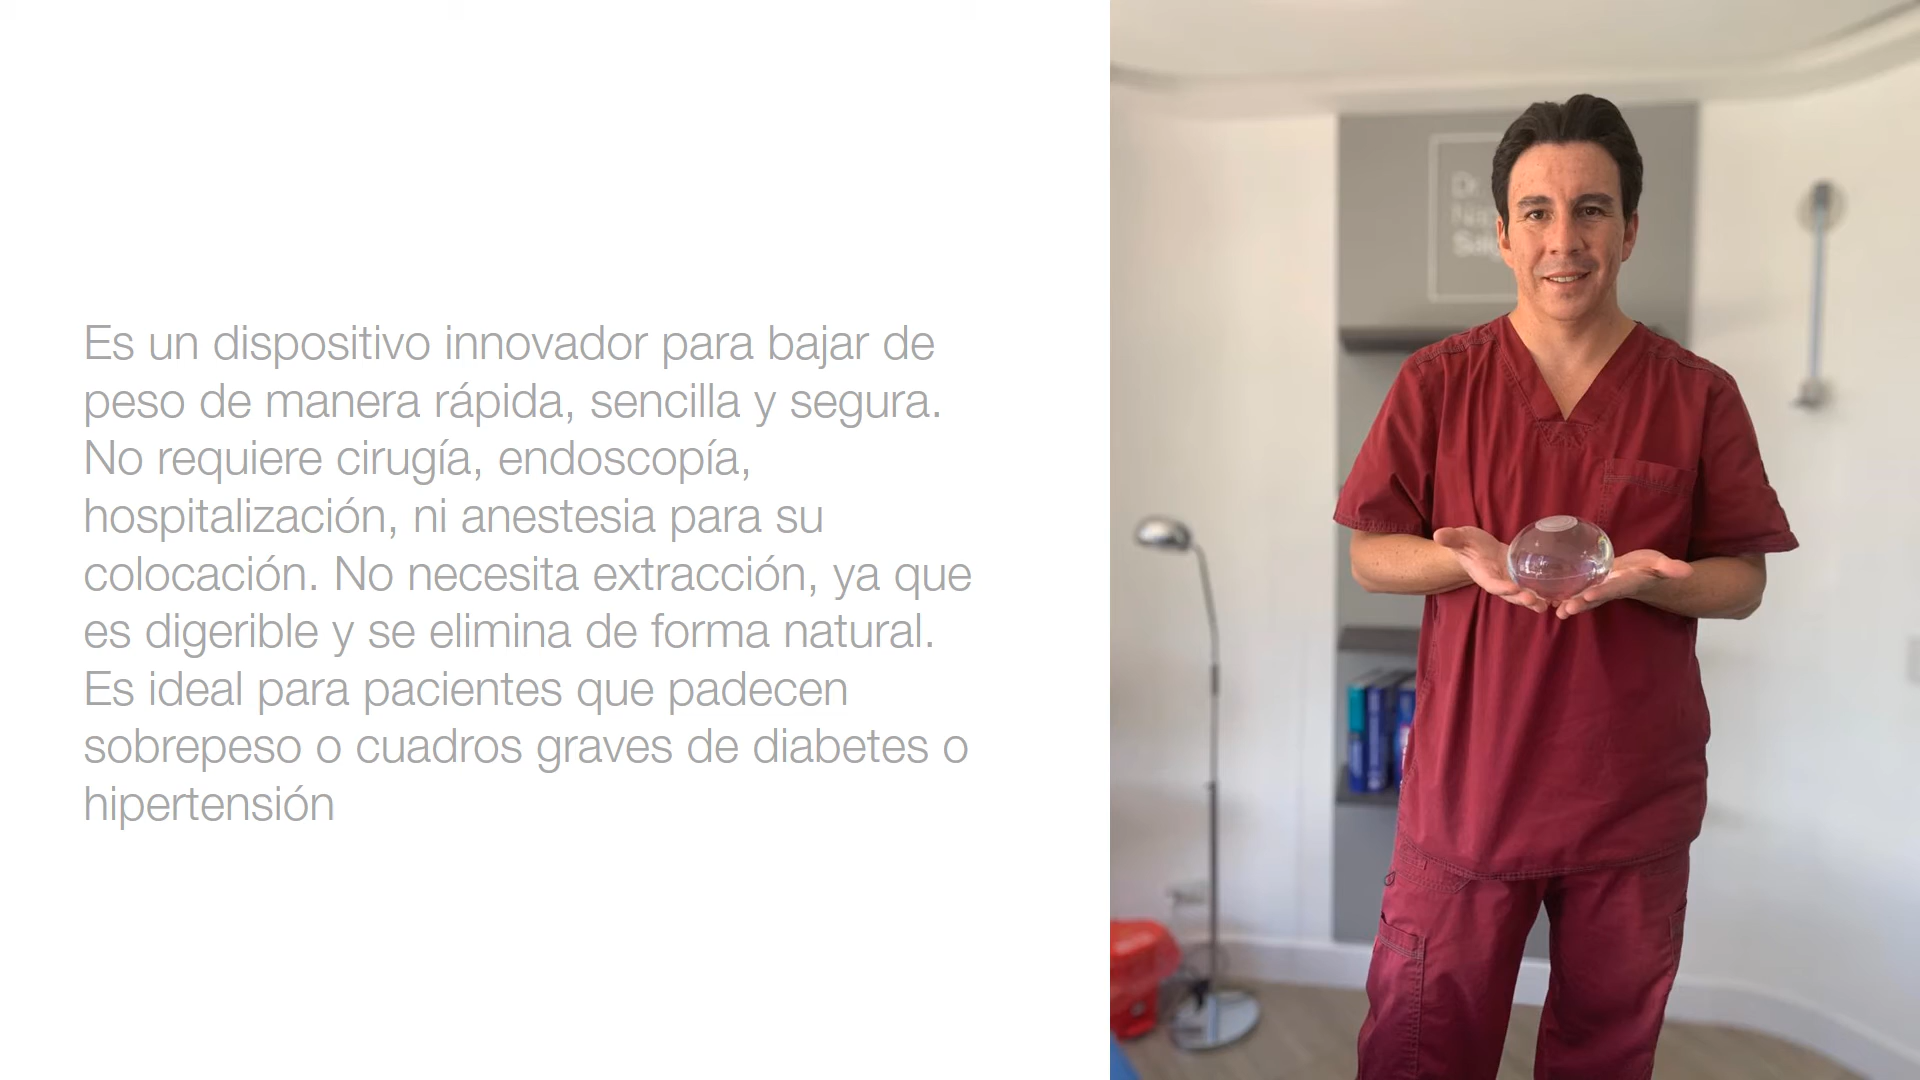 Es un dispositivo innovador para bajar de
peso de manera rápida, sencilla y segura.
No requiere cirugía, endoscopía,
hospitalización, ni anestesia para su
colocación. No necesita extracción, ya que
es digerible y se elimina de forma natural.
Es ideal para pacientes que padecen
sobrepeso o cuadros graves de diabetes o
hipertensión
Dr.